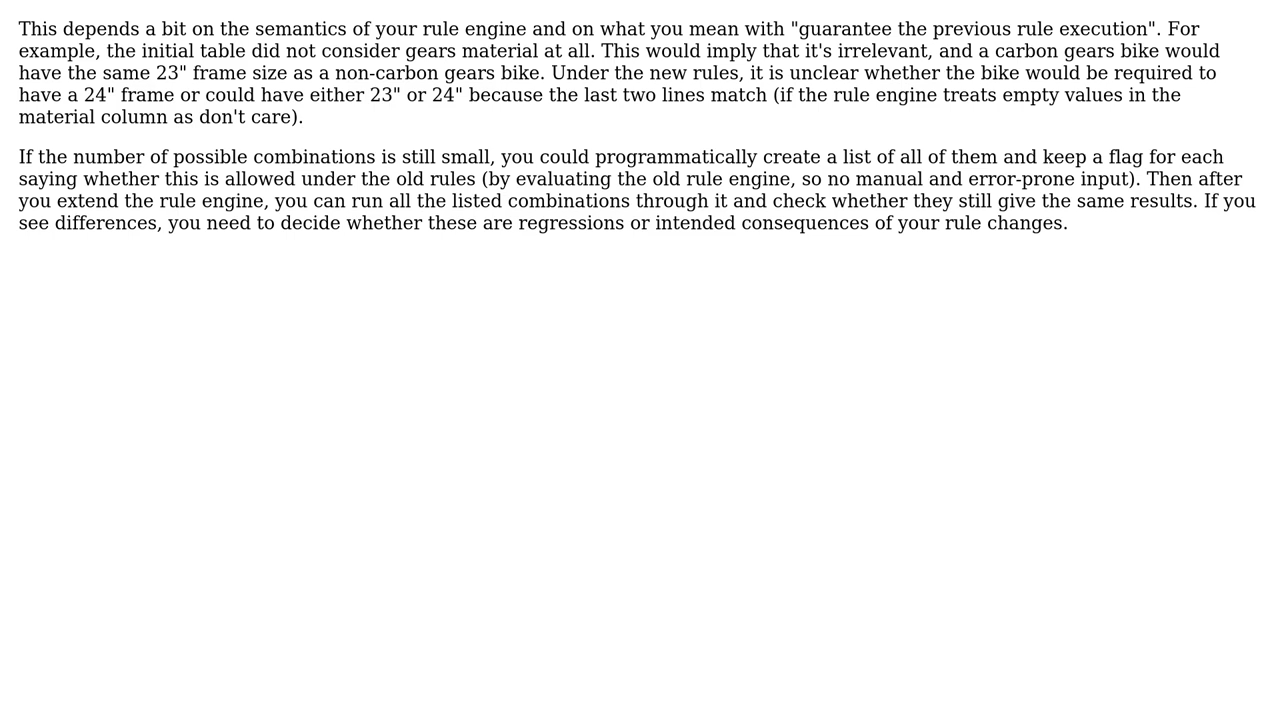 This depends a bit on the semantics of your rule engine and on what you mean with "guarantee the previous rule execution". For
example, the initial table did not consider gears material at all. This would imply that it's irrelevant, and a carbon gears bike would
have the same 23" frame size as a non-carbon gears bike. Under the new rules, it is unclear whether the bike would be required to
have a 24" frame or could have either 23" or 24" because the last two lines match (if the rule engine treats empty values in the
material column as don't care).
If the number of possible combinations is still small, you could programmatically create a list of all of them and keep a flag for each
saying whether this is allowed under the old rules (by evaluating the old rule engine, so no manual and error-prone input). Then after
you extend the rule engine, you can run all the listed combinations through it and check whether they still give the same results. If you
see differences, you need to decide whether these are regressions or intended consequences of your rule changes.